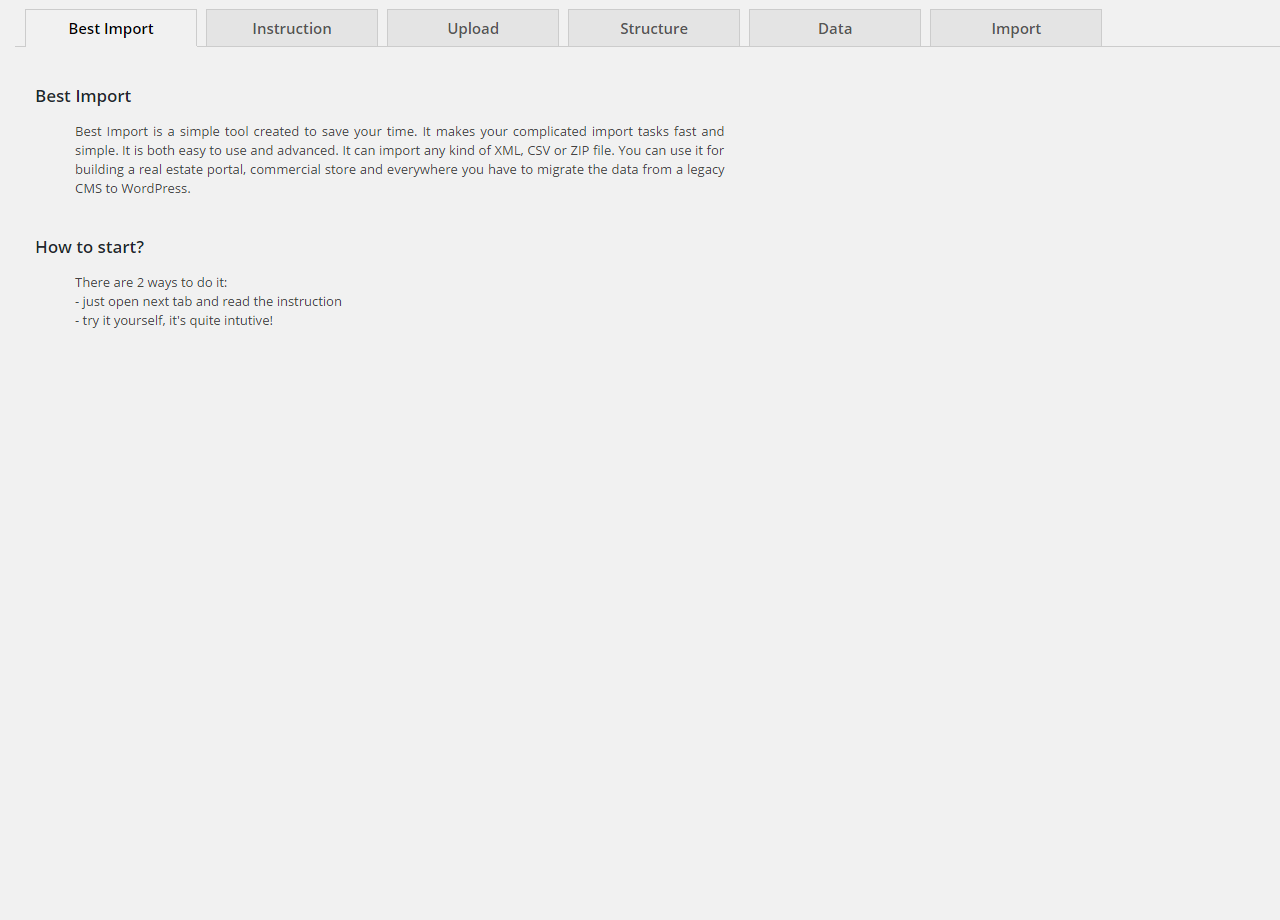 Best Import
Instruction
Upload
Structure
Data
Import
Best Import
Best Import is a simple tool created to save your time. It makes your complicated import tasks fast and
simple. It is both easy to use and advanced. It can import any kind of XML, CSV or ZIP file. You can use it for
building a real estate portal, commercial store and everywhere you have to migrate the data from a legacy
CMS to WordPress.
How to start?
There are 2 ways to do it:
- just open next tab and read the instruction
- try it yourself, it's quite intutive!